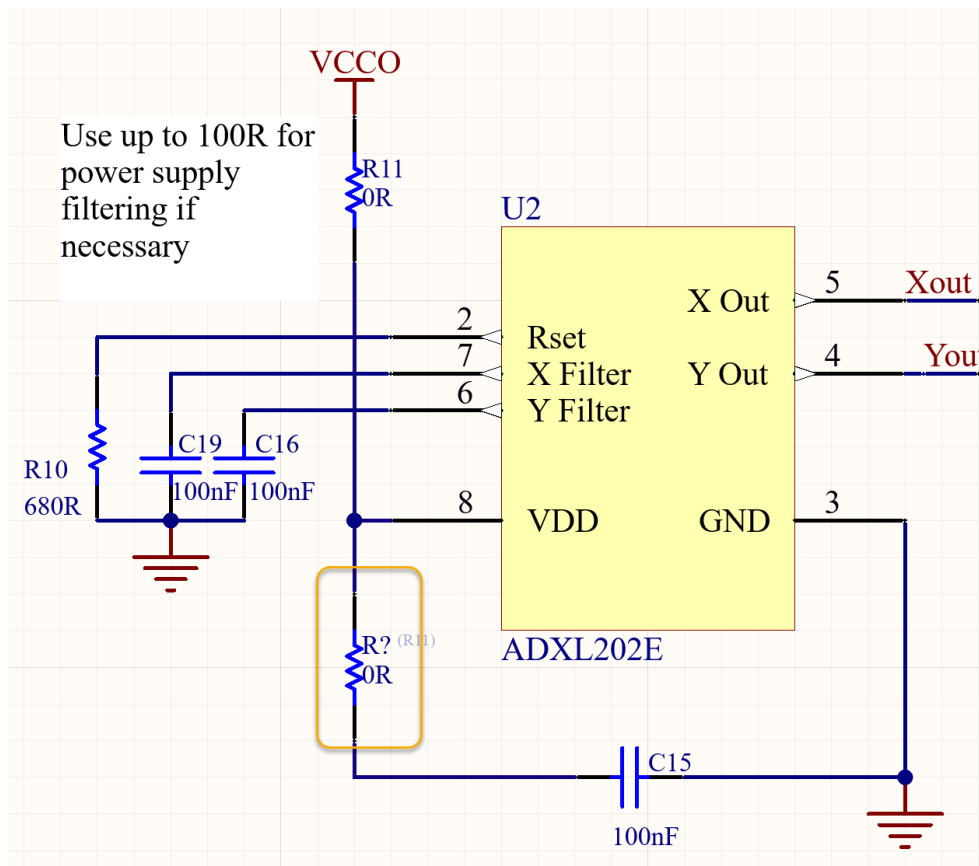 VCCO
Use up to 100R for
power supply
filtering if
necessary
R11
0R
U2
2
Rset
7
X Filter
6
Y Filter
X Out
5
Xout
Y Out
4
You
R10
680R
C19
100nF
C16
100nF
8
VDD
GND
3
R? (R11)
0R
ADXL202E
C15
100nF